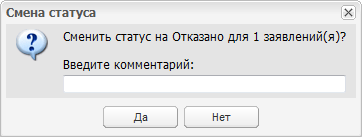 Смена статуса
Сменить статус на Отказано для 1 заявлений(я)?
Введите комментарий:
Да
Нет